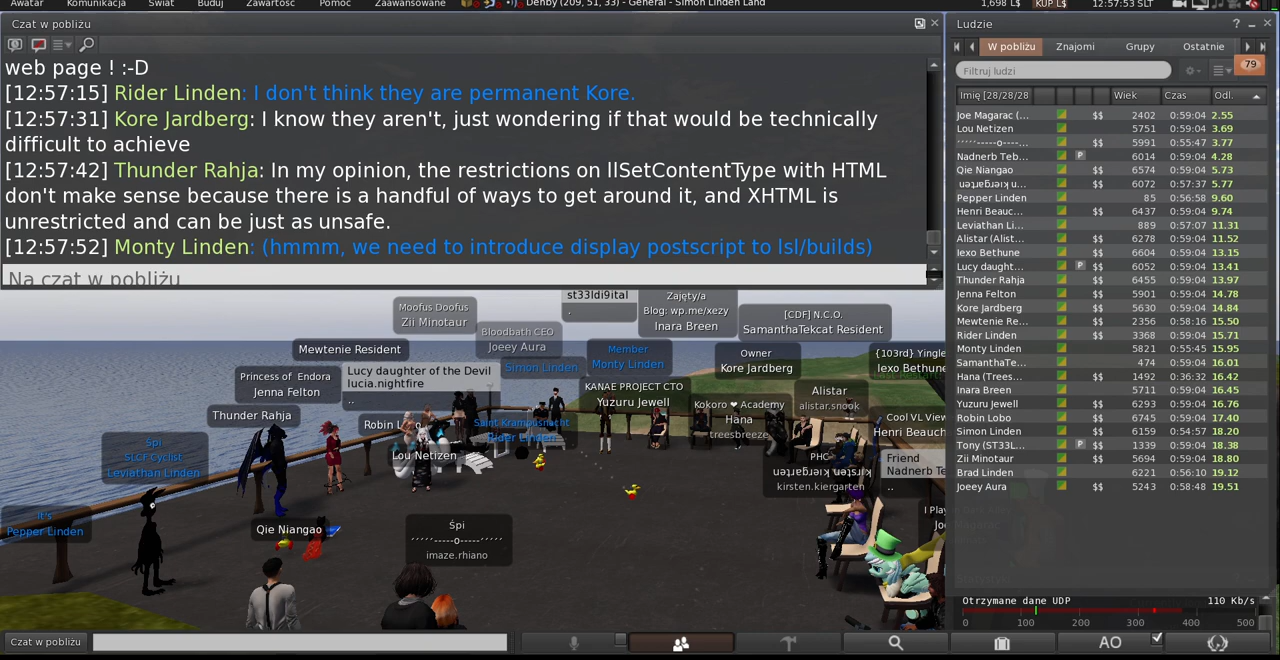 Awatar Komunikacja Świat Buduj Zawartość Pomoc Zaawansowane Denby (209, 51, 33) - General - Simon Linden Land 1,698 L$ KUP L$ 12:57:53 SLT
Czat w pobliżu
web page ! :-D
[12:57:15] Rider Linden: I don't think they are permanent Kore.
[12:57:31] Kore Jardberg: I know they aren't, just wondering if that would be technically
difficult to achieve
[12:57:42] Thunder Rahja: In my opinion, the restrictions on llSetContentType with HTML
don't make sense because there is a handful of ways to get around it, and XHTML is
unrestricted and can be just as unsafe.
[12:57:52] Monty Linden: (hmmm, we need to introduce display postscript to lsl/builds)
Na czat w pobliżu
st33ldi9ital
.
Zajęty/a
Blog: wp.me/xezy
Inara Breen
Moofus Doofus
Zii Minotaur
[CDF] N.C.O.
SamanthaTekcat Resident
Bloodbath CEO
Joeey Aura
Mewtenie Resident
Simon Linden
Member
Monty Linden
Owner
Kore Jardberg
{103rd} Yingle
Iexo Bethune
Princess of Endora
Jenna Felton
Lucy daughter of the Devil
lucia.nightfire
..
KANAE PROJECT CTO
Yuzuru Jewell
Alistar
alistar.snook
Kokoro ❤ Academy
Hana
treesbreeze
Thunder Rahja
Robin L
Saint Krampusnacht
Rider Linden
Cool VL View
Henri Beauch
Śpi
SLCF Cyclist
Leviathan Linden
Lou Netizen
PHC
uǝʇɹɐƃɹǝıʞ uʇsɹıʞ
kirsten.kiergarten
Friend
Nadnerb Te
..
It's
Pepper Linden
Qie Niangao
Śpi
՛՛՛՛՛-----o-----՛՛՛՛՛
imaze.rhiano
I Play
Jo
Czat w pobliżu
Ludzie
W pobliżu Znajomi Grupy Ostatnie
79
Filtruj ludzi
Imię [28/28/28 Wiek Czas Odl.
Joe Magarac (... $$ 2402 0:59:04 2.55
Lou Netizen 5751 0:59:04 3.69
՛՛՛՛՛-----o----... $$ 5991 0:55:47 3.77
Nadnerb Teb... P 6014 0:59:04 4.28
Qie Niangao $$ 6574 0:59:04 5.73
uǝʇɹɐƃɹǝıʞ u... $$ 6072 0:57:37 5.77
Pepper Linden 85 0:56:58 9.60
Henri Beauc... $$ 6437 0:59:04 9.74
Leviathan Li... 889 0:57:07 11.31
Alistar (Alist... $$ 6278 0:59:04 11.52
Iexo Bethune $$ 6604 0:59:04 13.15
Lucy daught... P $$ 6052 0:59:04 13.41
Thunder Rahja $$ 6455 0:59:04 13.97
Jenna Felton $$ 5901 0:59:04 14.78
Kore Jardberg $$ 5630 0:59:04 14.84
Mewtenie Re... $$ 2356 0:58:16 15.50
Rider Linden $$ 3368 0:59:04 15.71
Monty Linden 5821 0:55:45 15.95
SamanthaTe... 474 0:59:04 16.01
Hana (Trees... $$ 1492 0:36:32 16.42
Inara Breen 5711 0:59:04 16.45
Yuzuru Jewell $$ 6293 0:59:04 16.76
Robin Lobo $$ 6745 0:59:04 17.40
Simon Linden $$ 6159 0:54:57 18.20
Tony (ST33L... P $$ 1339 0:59:04 18.38
Zii Minotaur $$ 5694 0:59:04 18.80
Brad Linden 6221 0:56:10 19.12
Joeey Aura $$ 5243 0:58:48 19.51
Otrzymane dane UDP 110 Kb/s
0 100 200 300 400 500
AO